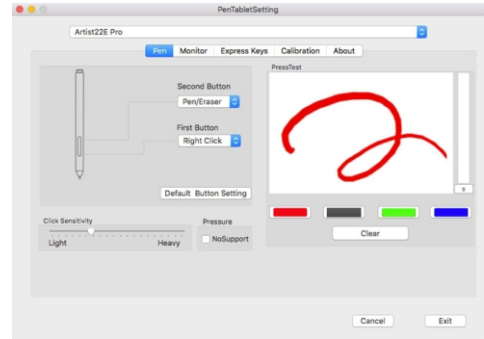 PenTabletSetting
Artist22E Pro
Pen Monitor Express Keys Calibration About
PressTest
Second Button
Pen/Eraser
First Button
Right Click
Default Button Setting
Click Sensitivity
Light Heavy
Pressure
NoSupport
Clear
Cancel Exit